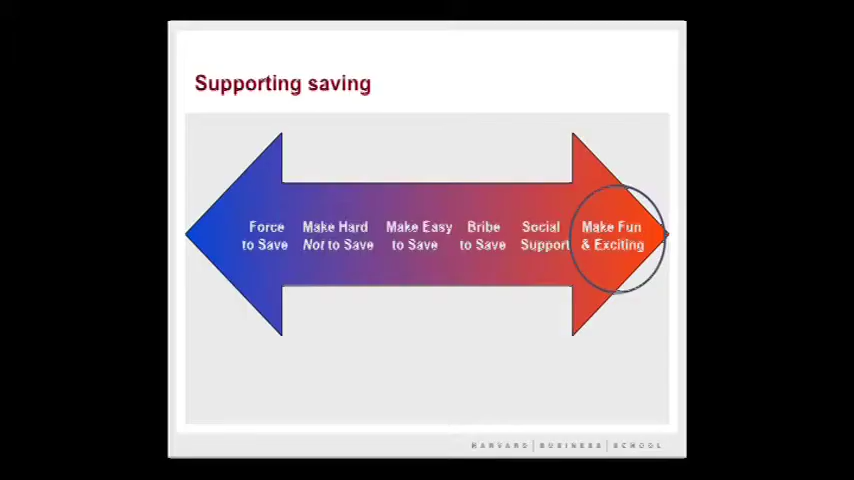 Supporting saving
Force Make Hard Make Easy Bribe Social Make Fun
to Save Not to Save to Save to Save Support & Exciting
HARVARD | BUSINESS | SCHOOL